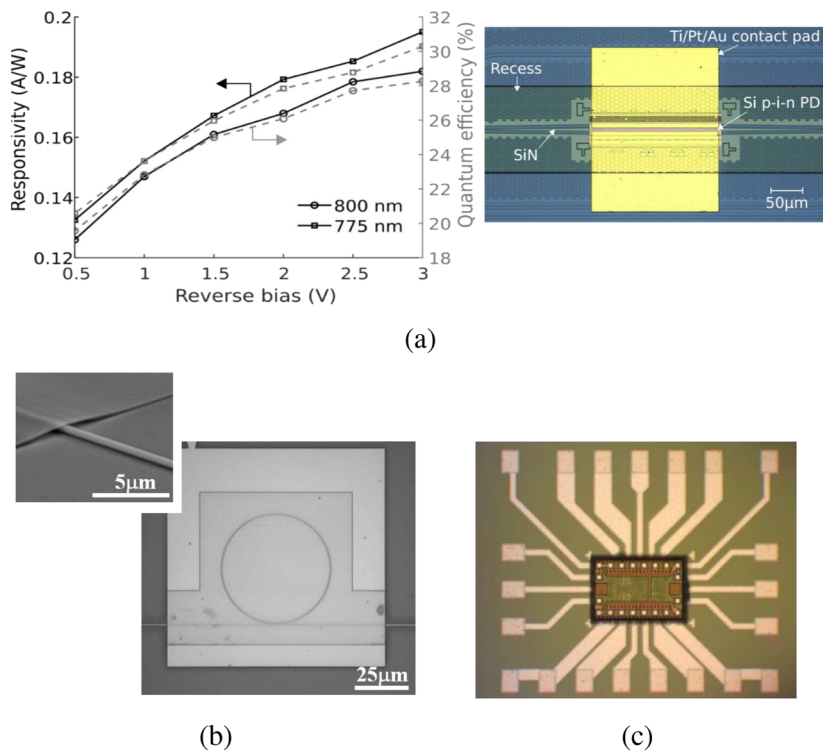 0.2
0.18
0.16
0.14
0.12
Responsivity (A/W)
0.5
1
1.5
2
2.5
3
Reverse bias (V)
32
30
28
26
24
22
20
18
Quantum efficiency (%)
800 nm
775 nm
Ti/Pt/Au contact pad
Recess
Si p-i-n PD
SiN
50μm
(a)
5μm
25μm
(b)
(c)